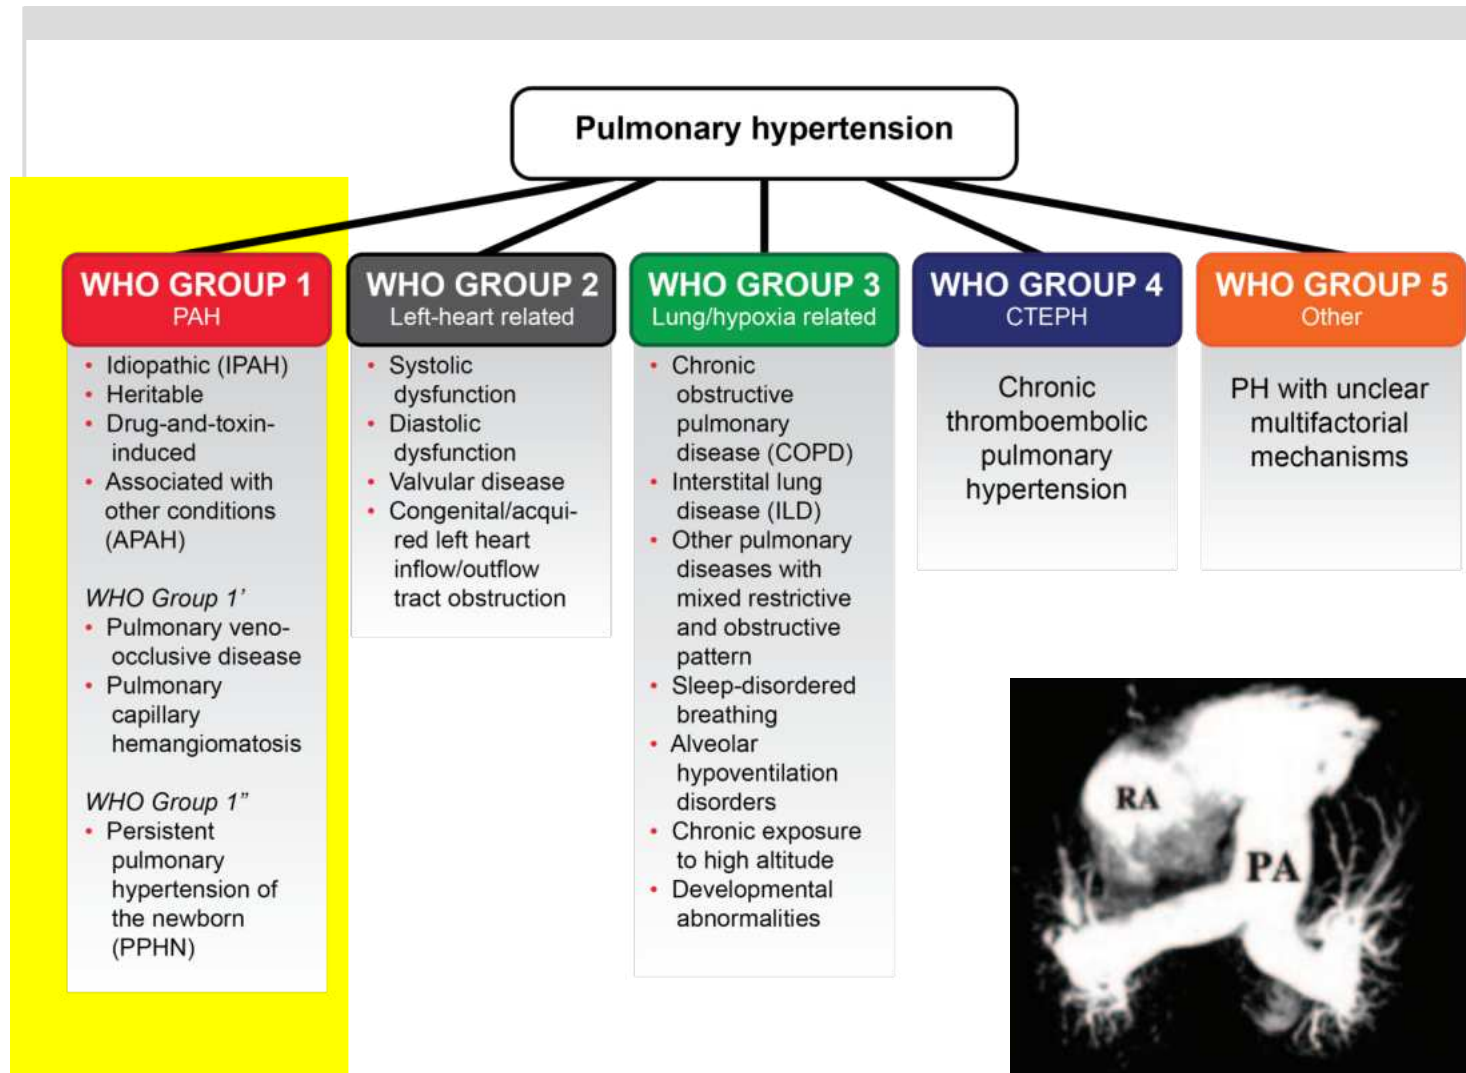 Pulmonary hypertension
WHO GROUP 1
PAH
• Idiopathic (IPAH)
• Heritable
• Drug-and-toxin-
induced
• Associated with
other conditions
(APAH)
WHO Group 1’
• Pulmonary veno-
occlusive disease
• Pulmonary
capillary
hemangiomatosis
WHO Group 1”
• Persistent
pulmonary
hypertension of
the newborn
(PPHN)
WHO GROUP 2
Left-heart related
• Systolic
dysfunction
• Diastolic
dysfunction
• Valvular disease
• Congenital/acqui-
red left heart
inflow/outflow
tract obstruction
WHO GROUP 3
Lung/hypoxia related
• Chronic
obstructive
pulmonary
disease (COPD)
• Interstital lung
disease (ILD)
• Other pulmonary
diseases with
mixed restrictive
and obstructive
pattern
• Sleep-disordered
breathing
• Alveolar
hypoventilation
disorders
• Chronic exposure
to high altitude
• Developmental
abnormalities
WHO GROUP 4
CTEPH
Chronic
thromboembolic
pulmonary
hypertension
WHO GROUP 5
Other
PH with unclear
multifactorial
mechanisms
RA
PA